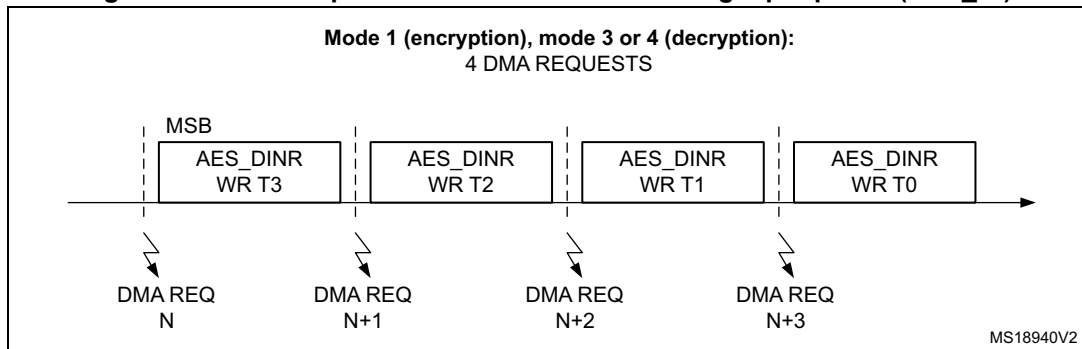 Mode 1 (encryption), mode 3 or 4 (decryption):
4 DMA REQUESTS
MSB
AES_DINR
WR T3
AES_DINR
WR T2
AES_DINR
WR T1
AES_DINR
WR T0
DMA REQ
N
DMA REQ
N+1
DMA REQ
N+2
DMA REQ
N+3
MS18940V2